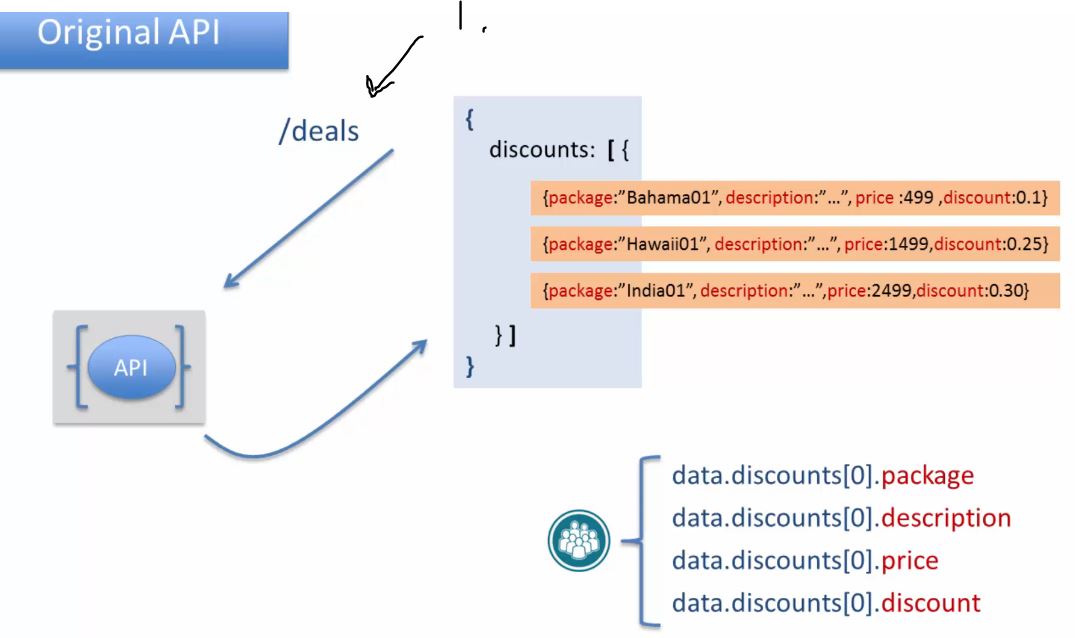 Original API
/deals
{
discounts: [ {
{package:”Bahama01”, description:”...”, price :499 ,discount:0.1}
{package:”Hawaii01”, description:”...”, price:1499,discount:0.25}
{package:”India01”, description:”...”,price:2499,discount:0.30}
} ]
}
{ API }
data.discounts[0].package
data.discounts[0].description
data.discounts[0].price
data.discounts[0].discount